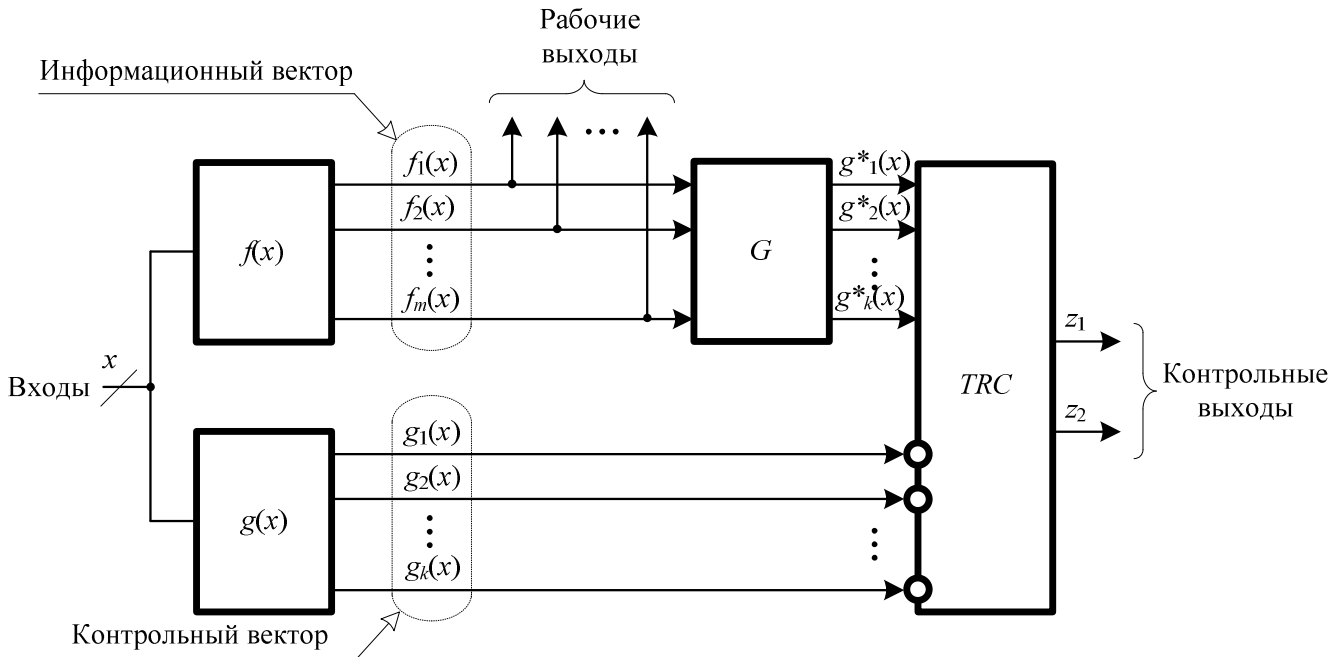 Рабочие
выходы
Информационный вектор
f1(x)
f2(x)
fm(x)
f(x)
G
g*1(x)
g*2(x)
g*k(x)
TRC
z1
z2
Контрольные
выходы
x
Входы
g(x)
g1(x)
g2(x)
gk(x)
Контрольный вектор